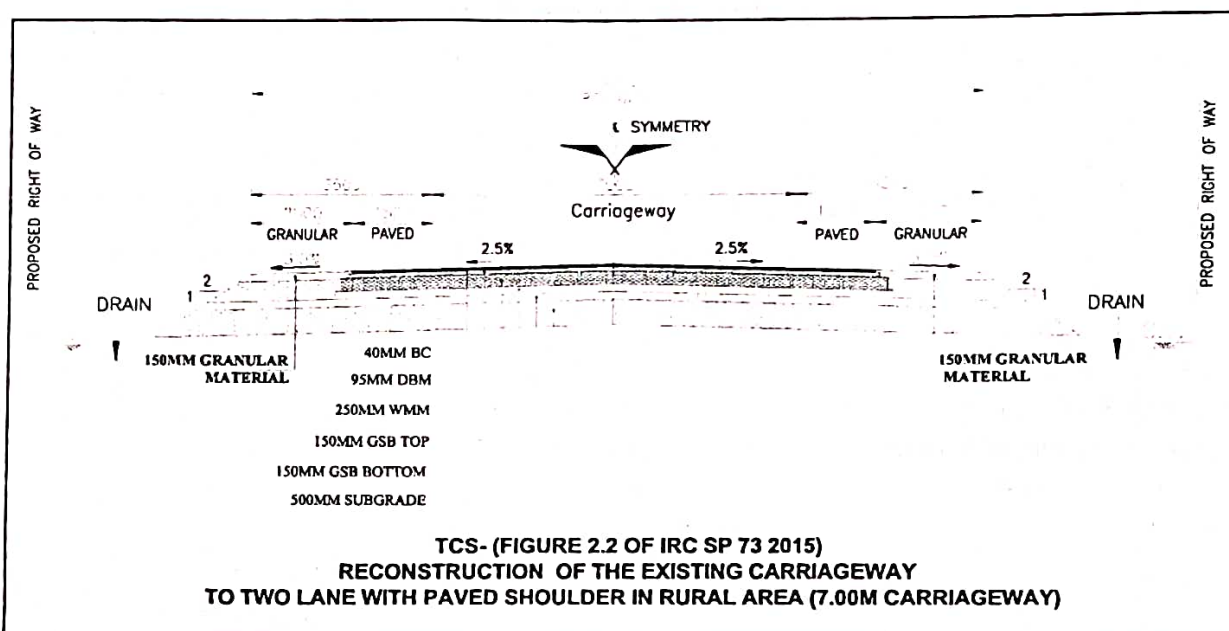 SYMMETRY
Carriageway
GRANULAR PAVED
PAVED GRANULAR
2.5% 2.5%
PROPOSED RIGHT OF WAY
PROPOSED RIGHT OF WAY
DRAIN
1 2
2 1
DRAIN
150MM GRANULAR
MATERIAL
150MM GRANULAR
MATERIAL
40MM BC
95MM DBM
250MM WMM
150MM GSB TOP
150MM GSB BOTTOM
500MM SUBGRADE
TCS- (FIGURE 2.2 OF IRC SP 73 2015)
RECONSTRUCTION OF THE EXISTING CARRIAGEWAY
TO TWO LANE WITH PAVED SHOULDER IN RURAL AREA (7.00M CARRIAGEWAY)